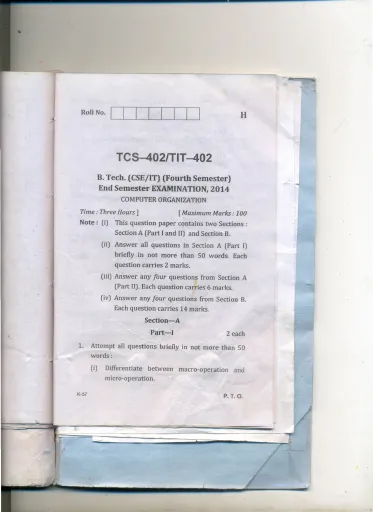 Roll No.
H
TCS–402/TIT–402
B. Tech. (CSE/IT) (Fourth Semester)
End Semester EXAMINATION, 2014
COMPUTER ORGANIZATION
Time : Three Hours ] [ Maximum Marks : 100
Note : (i) This question paper contains two Sections :
Section A (Part I and II) and Section B.
(ii) Answer all questions in Section A (Part I)
briefly in not more than 50 words. Each
question carries 2 marks.
(iii) Answer any four questions from Section A
(Part II). Each question carries 6 marks.
(iv) Answer any four questions from Section B.
Each question carries 14 marks.
Section—A
Part—I 2 each
1. Attempt all questions briefly in not more than 50
words :
(i) Differentiate between macro-operation and
micro-operation.
P. T. O.